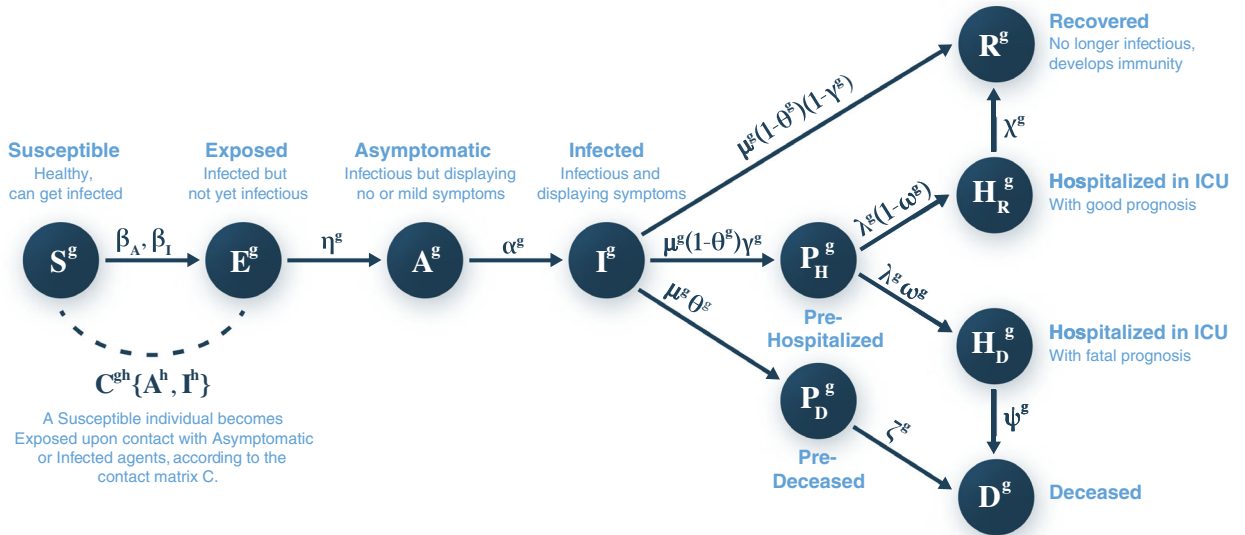 Recovered
No longer infectious,
develops immunity
R^g
μ^g(1-θ^g)(1-γ^g)
χ^g
Susceptible
Healthy,
can get infected
Exposed
Infected but
not yet infectious
Asymptomatic
Infectious but displaying
no or mild symptoms
Infected
Infectious and
displaying symptoms
H_R^g
Hospitalized in ICU
With good prognosis
λ^g(1-ω^g)
S^g
β_A, β_I
E^g
η^g
A^g
α^g
I^g
μ^g(1-θ^g)γ^g
P_H^g
Pre-
Hospitalized
λ^g ω^g
μ^g θ^g
H_D^g
Hospitalized in ICU
With fatal prognosis
C^gh{A^h, I^h}
A Susceptible individual becomes
Exposed upon contact with Asymptomatic
or Infected agents, according to the
contact matrix C.
P_D^g
Pre-
Deceased
ζ^g
ψ^g
D^g
Deceased